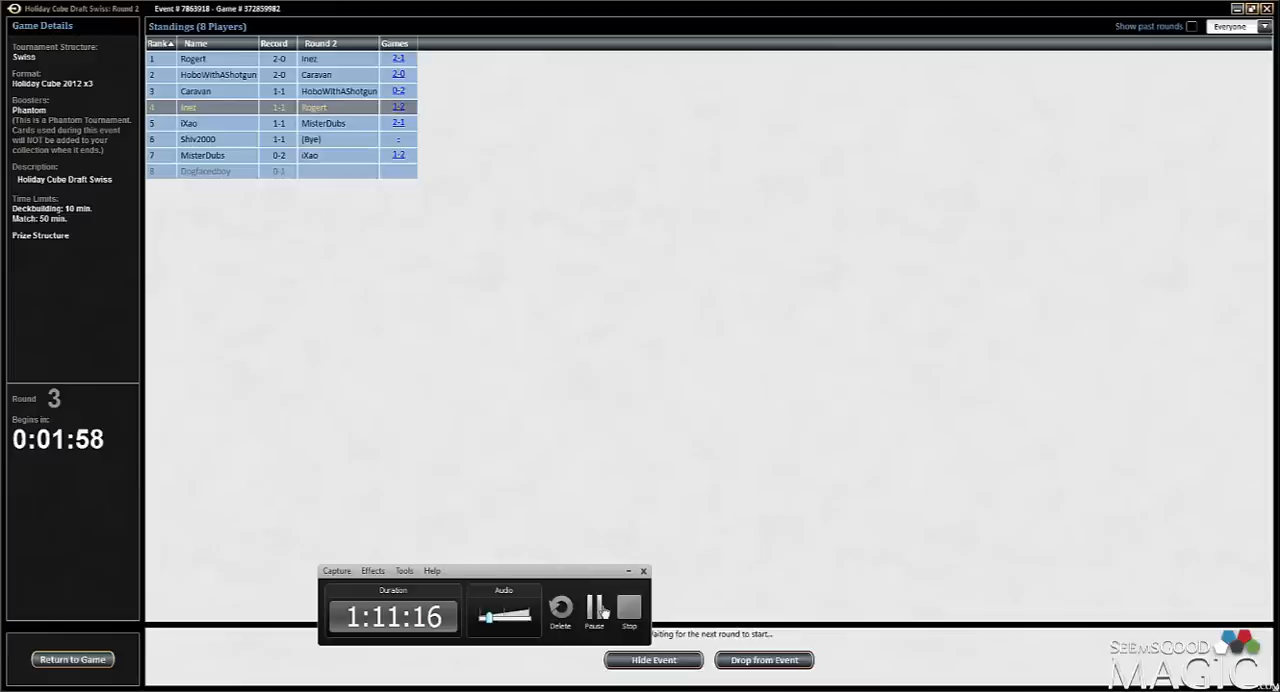 Holiday Cube Draft Swiss: Round 2 Event # 7863918 - Game # 372859982
Game Details
Tournament Structure:
Swiss
Format:
Holiday Cube 2012 x3
Boosters:
Phantom
(This is a Phantom Tournament.
Cards used during this event
will NOT be added to your
collection when it ends.)
Description:
Holiday Cube Draft Swiss
Time Limits:
Deckbuilding: 10 min.
Match: 50 min.
Prize Structure
Round 3
Begins in:
0:01:58
Return to Game
Standings (8 Players)
Show past rounds Everyone
Rank Name Record Round 2 Games
1 Rogert 2-0 Inez 2-1
2 HoboWithAShotgun 2-0 Caravan 2-0
3 Caravan 1-1 HoboWithAShotgun 0-2
4 Inez 1-1 Rogert 1-2
5 iXao 1-1 MisterDubs 2-1
6 Shiv2000 1-1 (Bye) -
7 MisterDubs 0-2 iXao 1-2
8 Dogfacedboy 0-1
Capture Effects Tools Help
Duration
1:11:16
Audio
Delete Pause Stop
Waiting for the next round to start...
Hide Event Drop from Event
SEEMSGOOD
MAGIC.COM